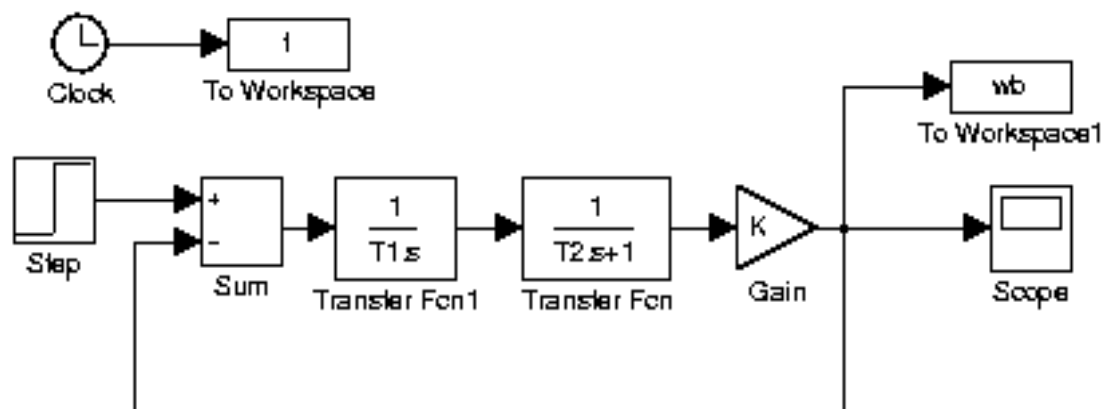 t
Clock
To Workspace
wb
To Workspace1
Step
+
−
Sum
1
T1.s
Transfer Fcn1
1
T2.s+1
Transfer Fcn
K
Gain
Scope